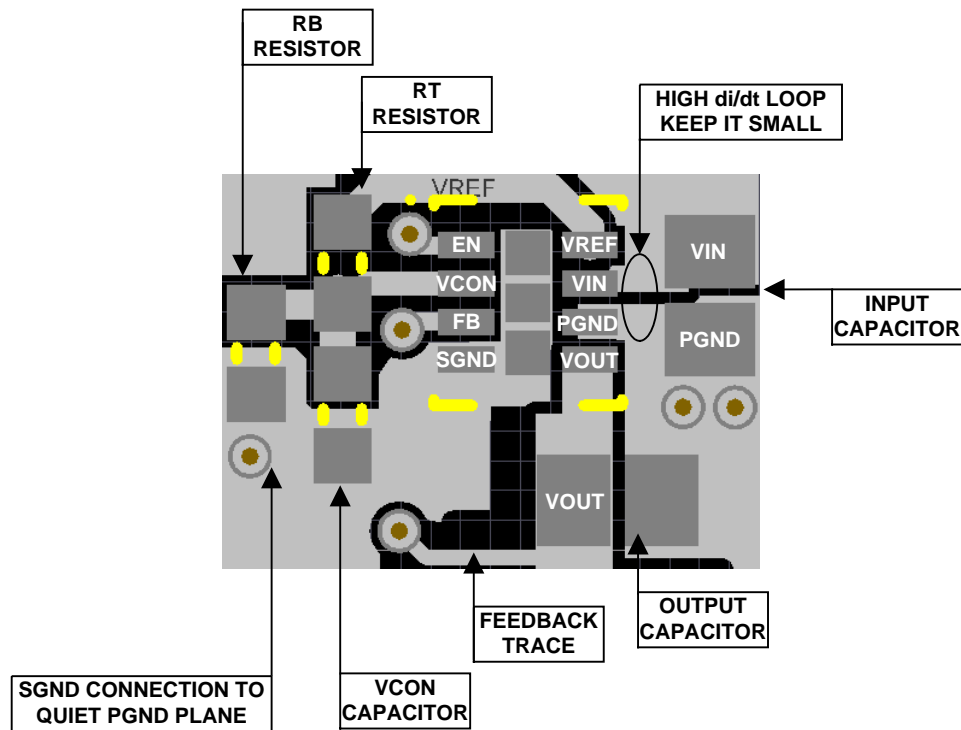 RB
RESISTOR
RT
RESISTOR
HIGH di/dt LOOP
KEEP IT SMALL
VREF
EN
VREF
VIN
VCON
VIN
INPUT
CAPACITOR
FB
PGND
PGND
SGND
VOUT
VOUT
FEEDBACK
TRACE
OUTPUT
CAPACITOR
SGND CONNECTION TO
QUIET PGND PLANE
VCON
CAPACITOR